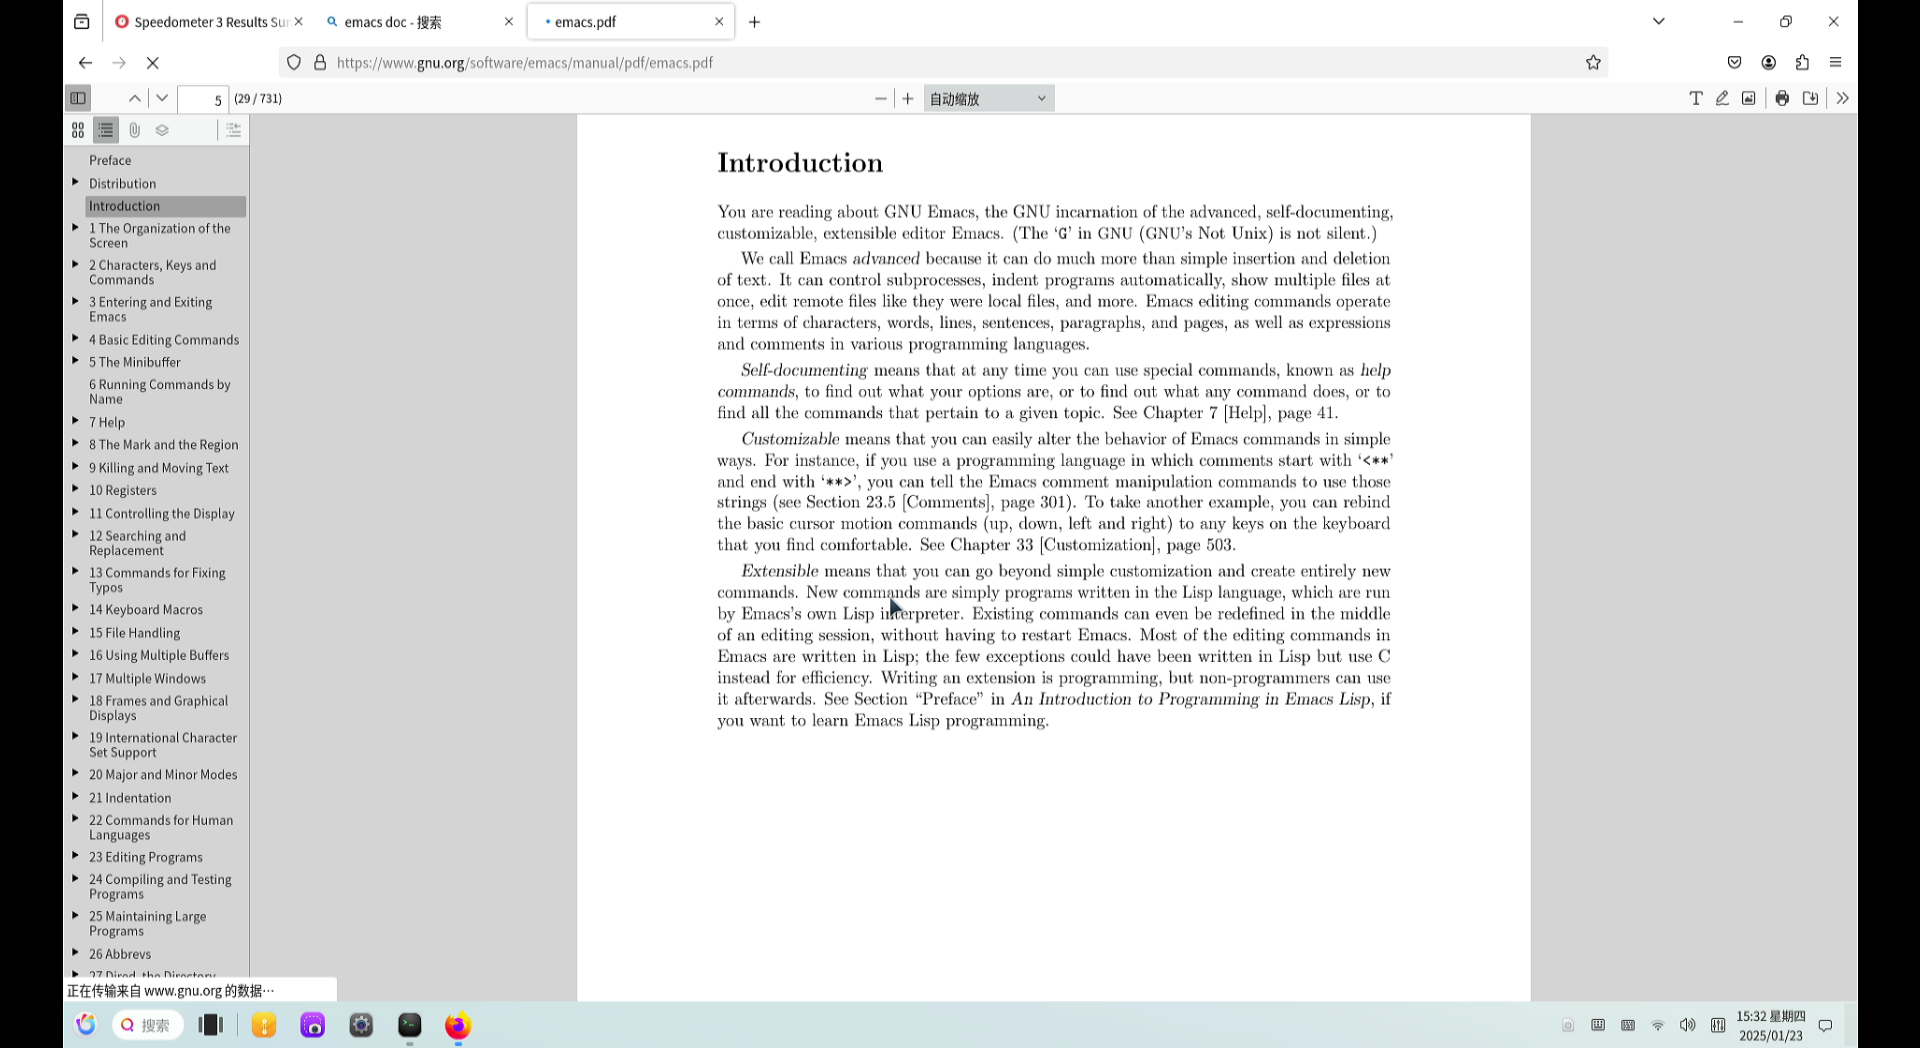 Speedometer 3 Results Su
emacs doc - 搜索
emacs.pdf
https://www.gnu.org/software/emacs/manual/pdf/emacs.pdf
5 (29 / 731)
自动缩放
Preface
Distribution
Introduction
1 The Organization of the
Screen
2 Characters, Keys and
Commands
3 Entering and Exiting
Emacs
4 Basic Editing Commands
5 The Minibuffer
6 Running Commands by
Name
7 Help
8 The Mark and the Region
9 Killing and Moving Text
10 Registers
11 Controlling the Display
12 Searching and
Replacement
13 Commands for Fixing
Typos
14 Keyboard Macros
15 File Handling
16 Using Multiple Buffers
17 Multiple Windows
18 Frames and Graphical
Displays
19 International Character
Set Support
20 Major and Minor Modes
21 Indentation
22 Commands for Human
Languages
23 Editing Programs
24 Compiling and Testing
Programs
25 Maintaining Large
Programs
26 Abbrevs
27 Dired, the Directory
正在传输来自 www.gnu.org 的数据…
Introduction
You are reading about GNU Emacs, the GNU incarnation of the advanced, self-documenting,
customizable, extensible editor Emacs. (The ‘G’ in GNU (GNU’s Not Unix) is not silent.)
We call Emacs advanced because it can do much more than simple insertion and deletion
of text. It can control subprocesses, indent programs automatically, show multiple files at
once, edit remote files like they were local files, and more. Emacs editing commands operate
in terms of characters, words, lines, sentences, paragraphs, and pages, as well as expressions
and comments in various programming languages.
Self-documenting means that at any time you can use special commands, known as help
commands, to find out what your options are, or to find out what any command does, or to
find all the commands that pertain to a given topic. See Chapter 7 [Help], page 41.
Customizable means that you can easily alter the behavior of Emacs commands in simple
ways. For instance, if you use a programming language in which comments start with ‘<**’
and end with ‘**>’, you can tell the Emacs comment manipulation commands to use those
strings (see Section 23.5 [Comments], page 301). To take another example, you can rebind
the basic cursor motion commands (up, down, left and right) to any keys on the keyboard
that you find comfortable. See Chapter 33 [Customization], page 503.
Extensible means that you can go beyond simple customization and create entirely new
commands. New commands are simply programs written in the Lisp language, which are run
by Emacs’s own Lisp interpreter. Existing commands can even be redefined in the middle
of an editing session, without having to restart Emacs. Most of the editing commands in
Emacs are written in Lisp; the few exceptions could have been written in Lisp but use C
instead for efficiency. Writing an extension is programming, but non-programmers can use
it afterwards. See Section “Preface” in An Introduction to Programming in Emacs Lisp, if
you want to learn Emacs Lisp programming.
搜索
15:32 星期四
2025/01/23